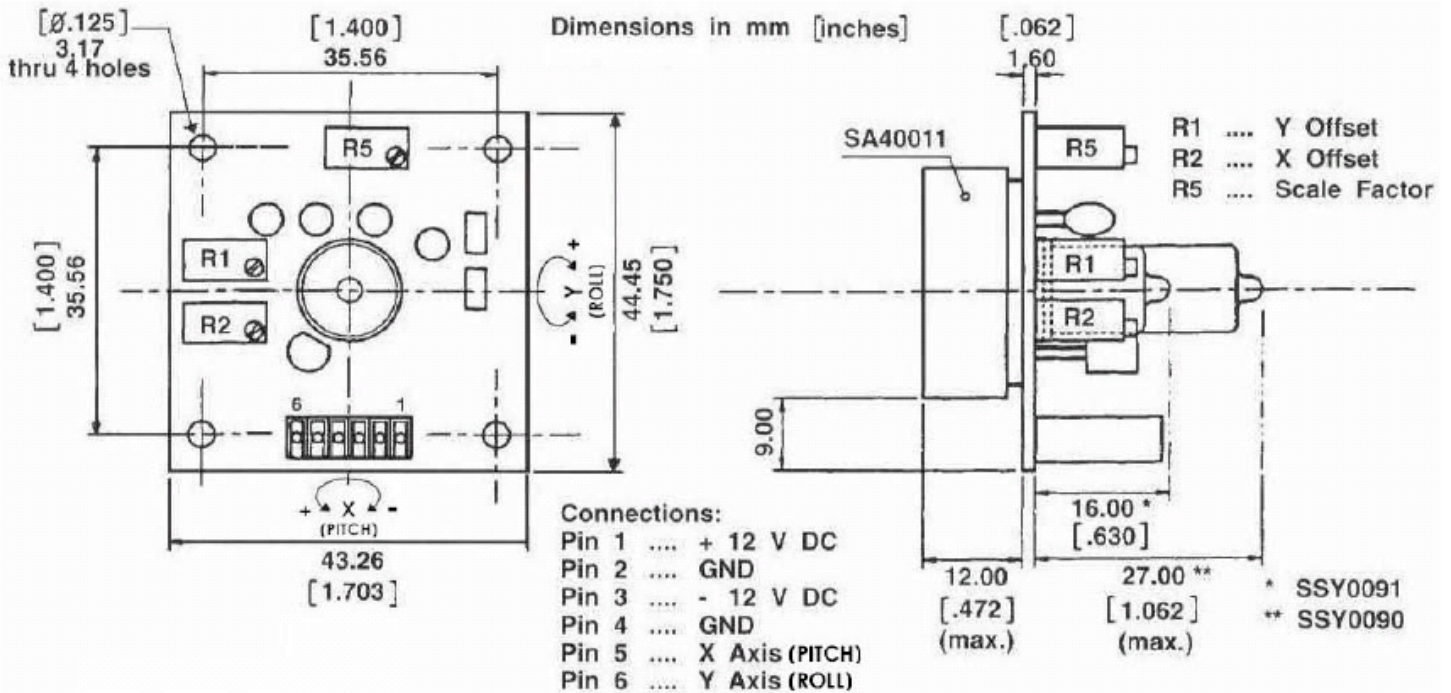 [Ø.125]
3.17
thru 4 holes
[1.400]
35.56
Dimensions in mm [inches]
[.062]
1.60
R5
SA40011
R5
R1 .... Y Offset
R2 .... X Offset
R5 .... Scale Factor
[1.400]
35.56
R1
R2
+
Y
(ROLL)
-
44.45
[1.750]
R1
R2
6 1
9.00
+ X -
(PITCH)
43.26
[1.703]
Connections:
Pin 1 .... + 12 V DC
Pin 2 .... GND
Pin 3 .... - 12 V DC
Pin 4 .... GND
Pin 5 .... X Axis (PITCH)
Pin 6 .... Y Axis (ROLL)
16.00 *
[.630]
12.00
[.472]
(max.)
27.00 **
[1.062]
(max.)
* SSY0091
** SSY0090